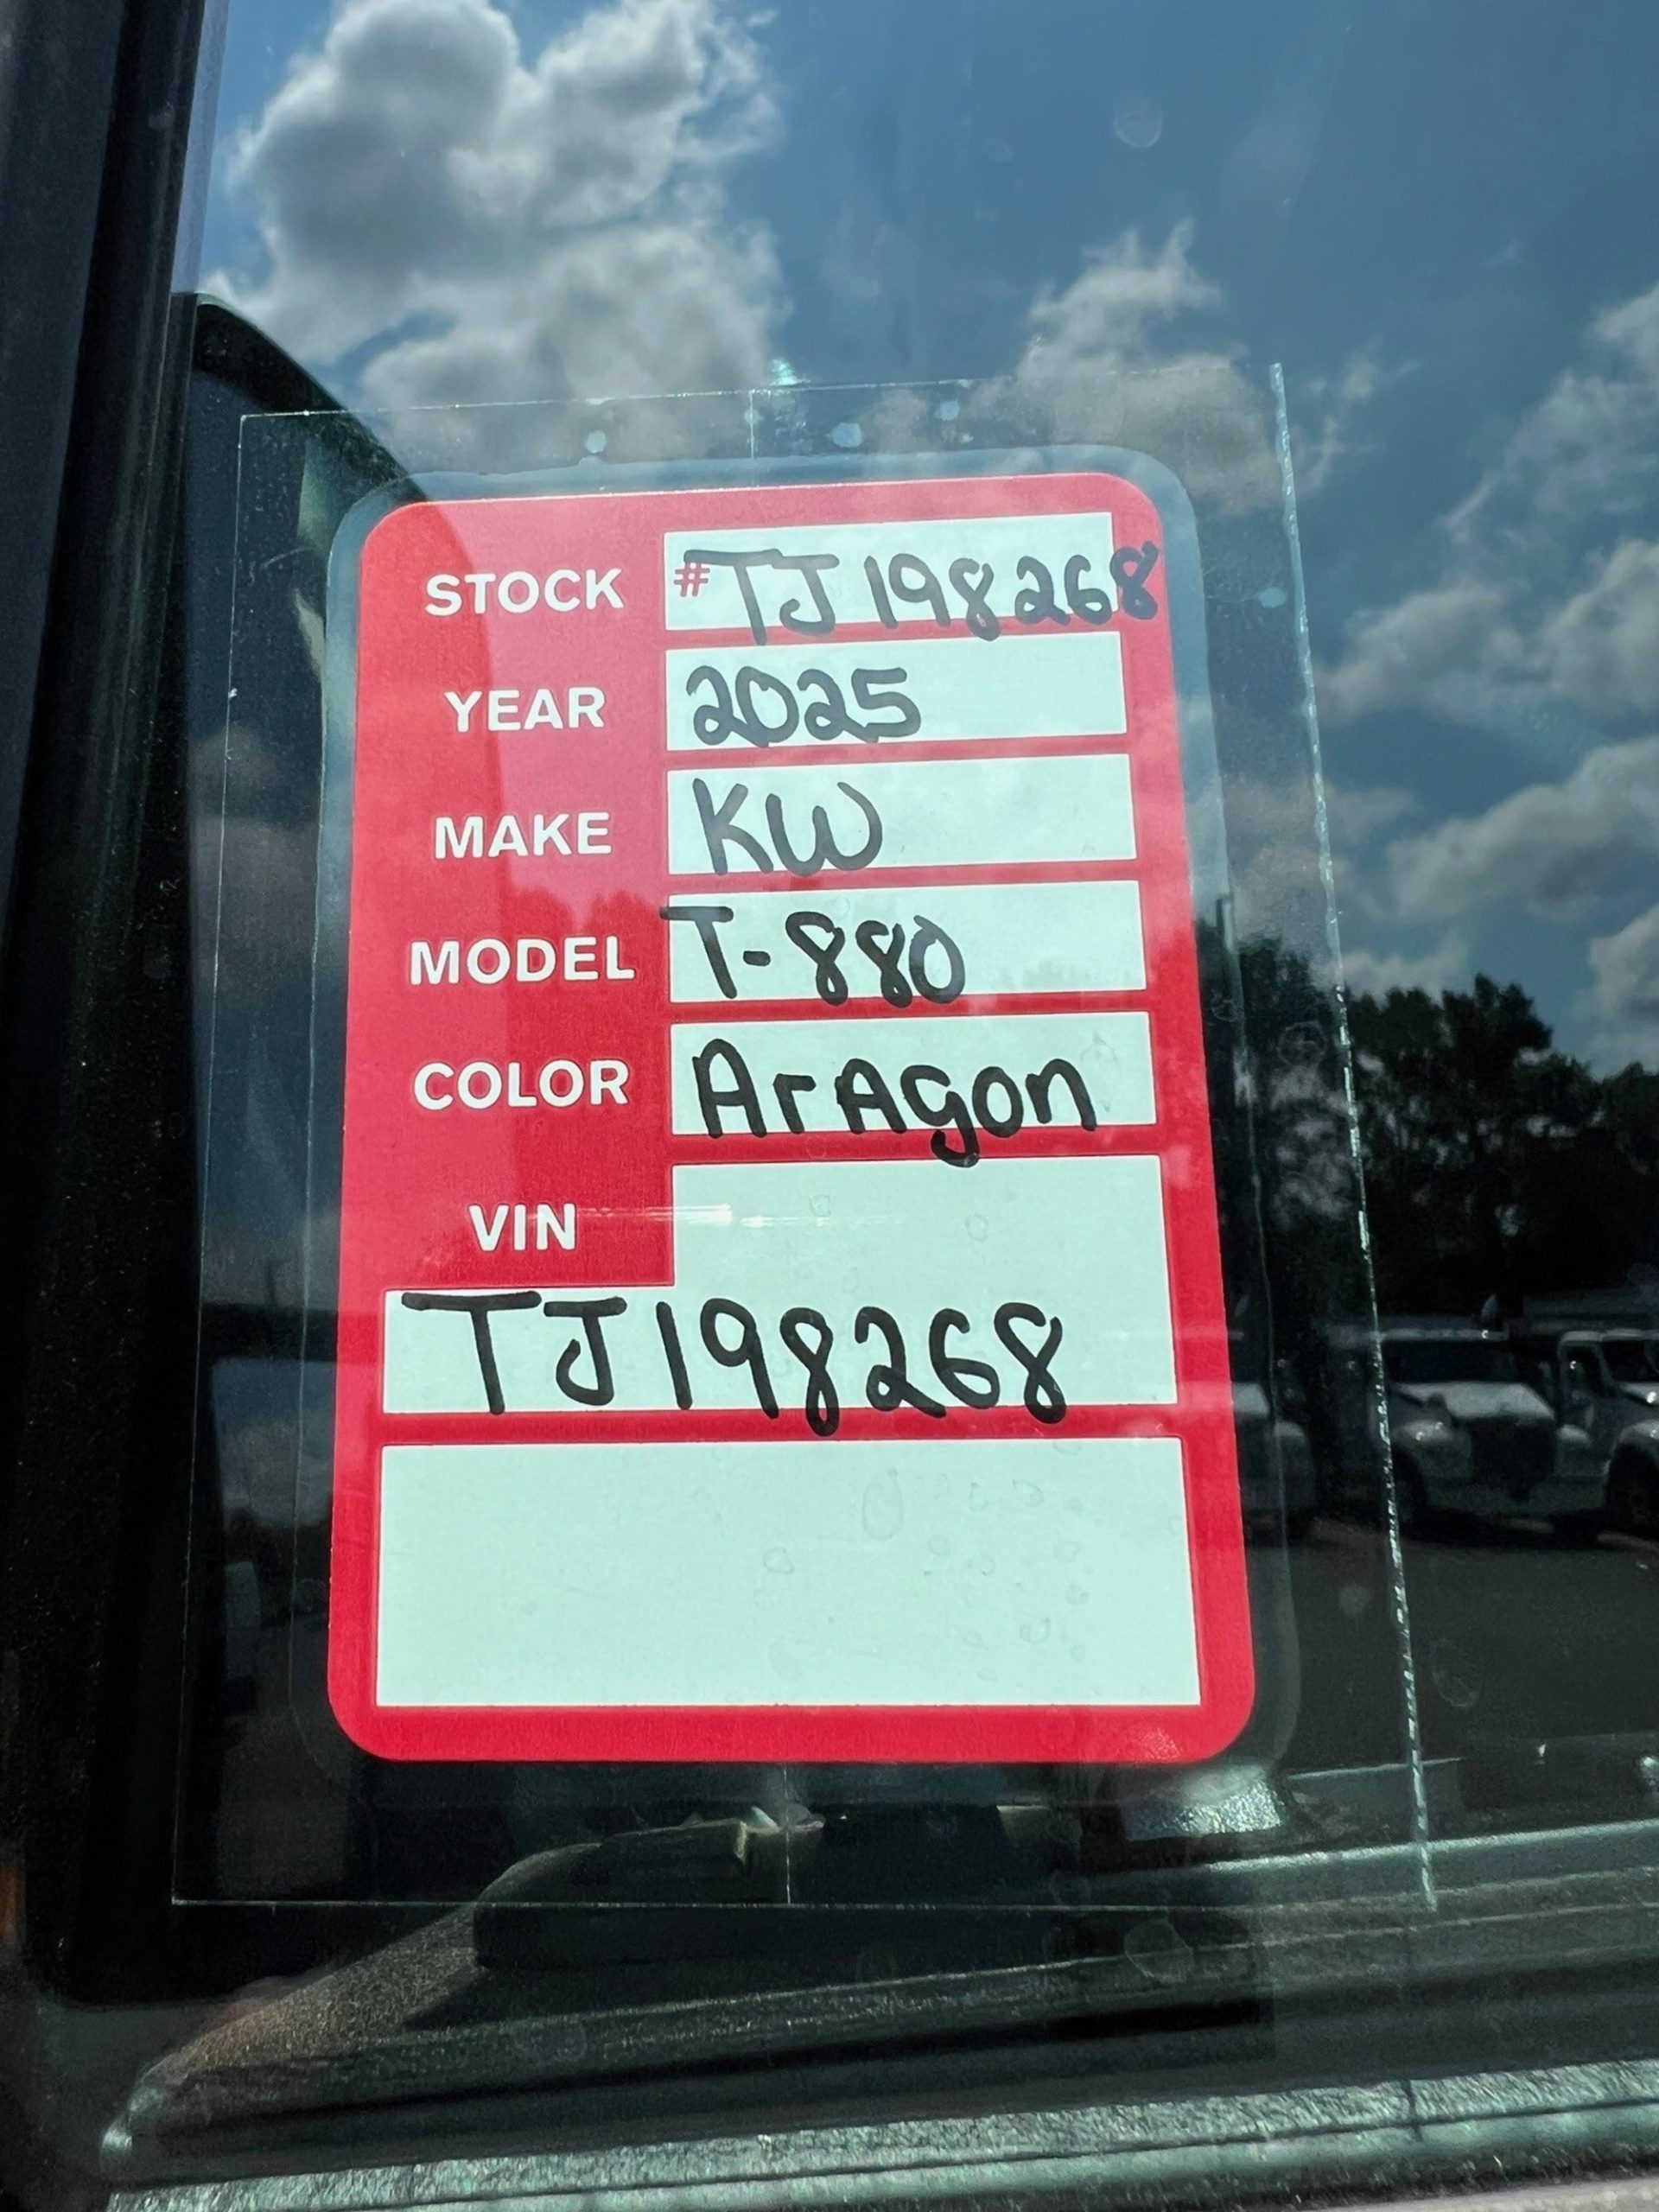 STOCK #TJ198268
YEAR 2025
MAKE KW
MODEL T-880
COLOR ArAgon
VIN
TJ198268